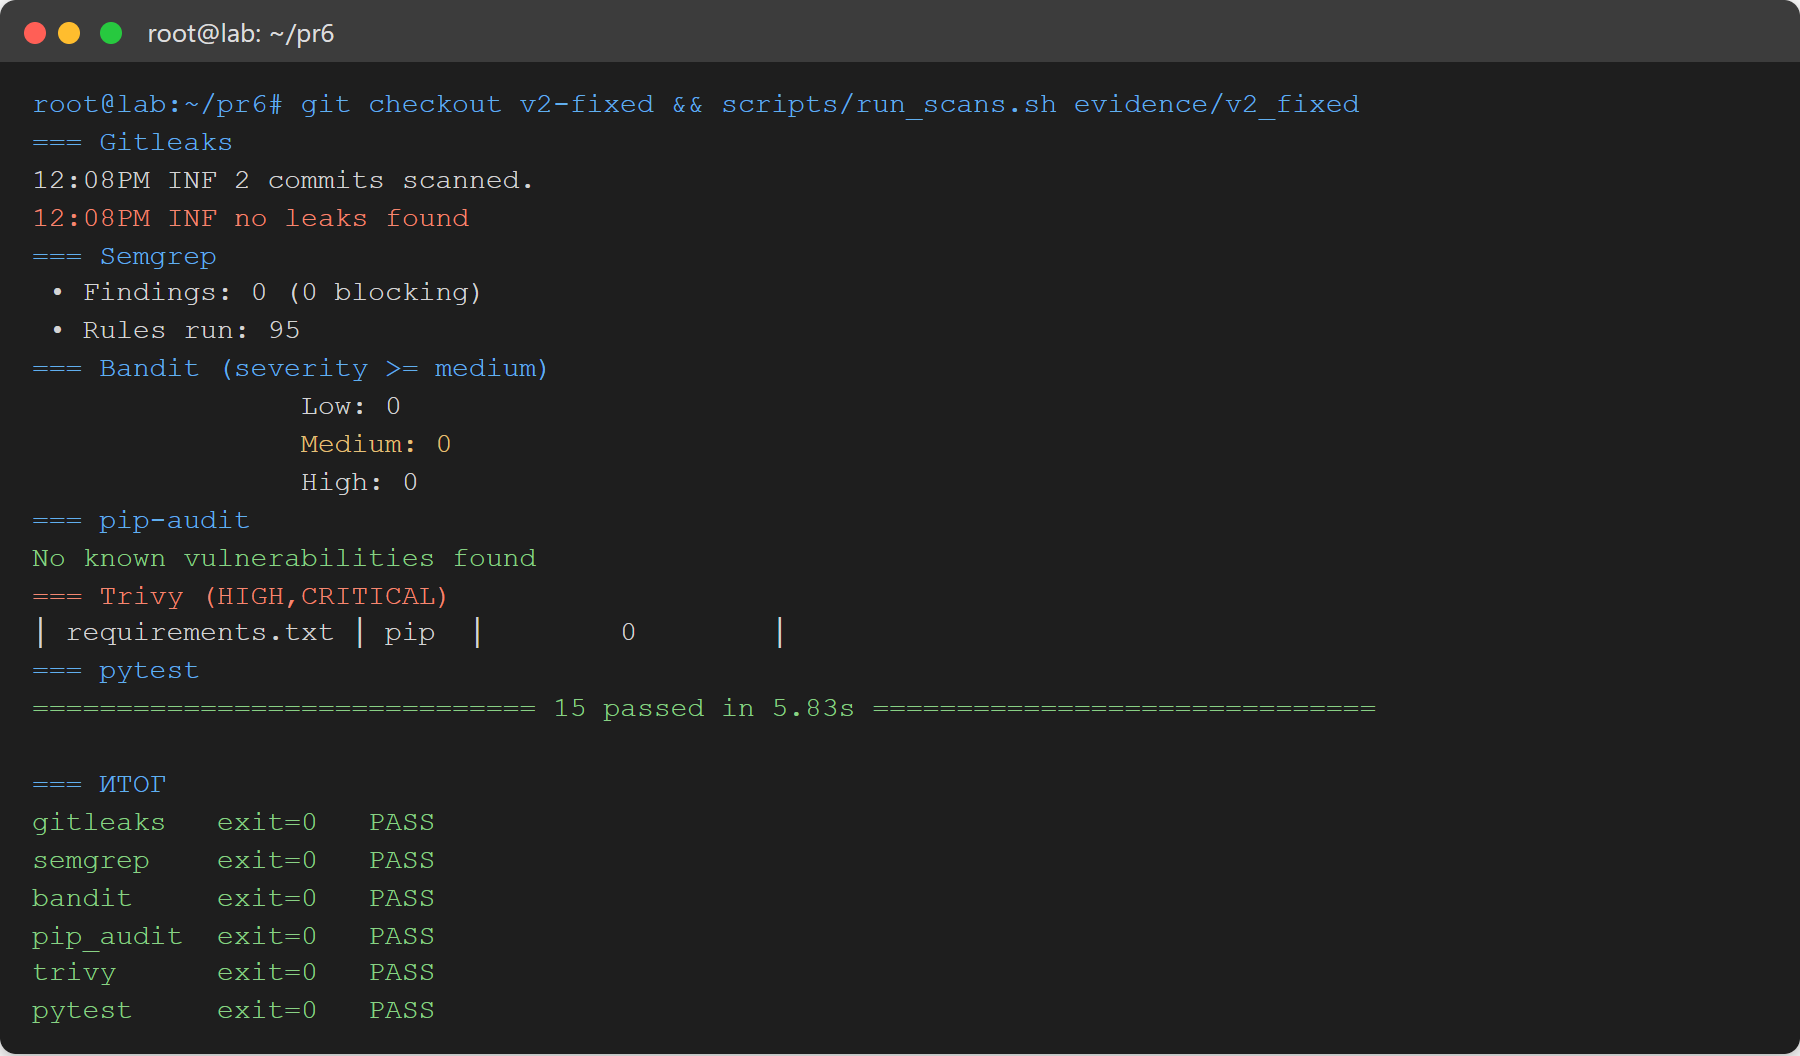 root@lab: ~/pr6
root@lab:~/pr6# git checkout v2-fixed && scripts/run_scans.sh evidence/v2_fixed
=== Gitleaks
12:08PM INF 2 commits scanned.
12:08PM INF no leaks found
=== Semgrep
 • Findings: 0 (0 blocking)
 • Rules run: 95
=== Bandit (severity >= medium)
                Low: 0
                Medium: 0
                High: 0
=== pip-audit
No known vulnerabilities found
=== Trivy (HIGH,CRITICAL)
│ requirements.txt │ pip  │        0        │
=== pytest
============================== 15 passed in 5.83s ==============================
=== ИТОГ
gitleaks   exit=0   PASS
semgrep    exit=0   PASS
bandit     exit=0   PASS
pip_audit  exit=0   PASS
trivy      exit=0   PASS
pytest     exit=0   PASS